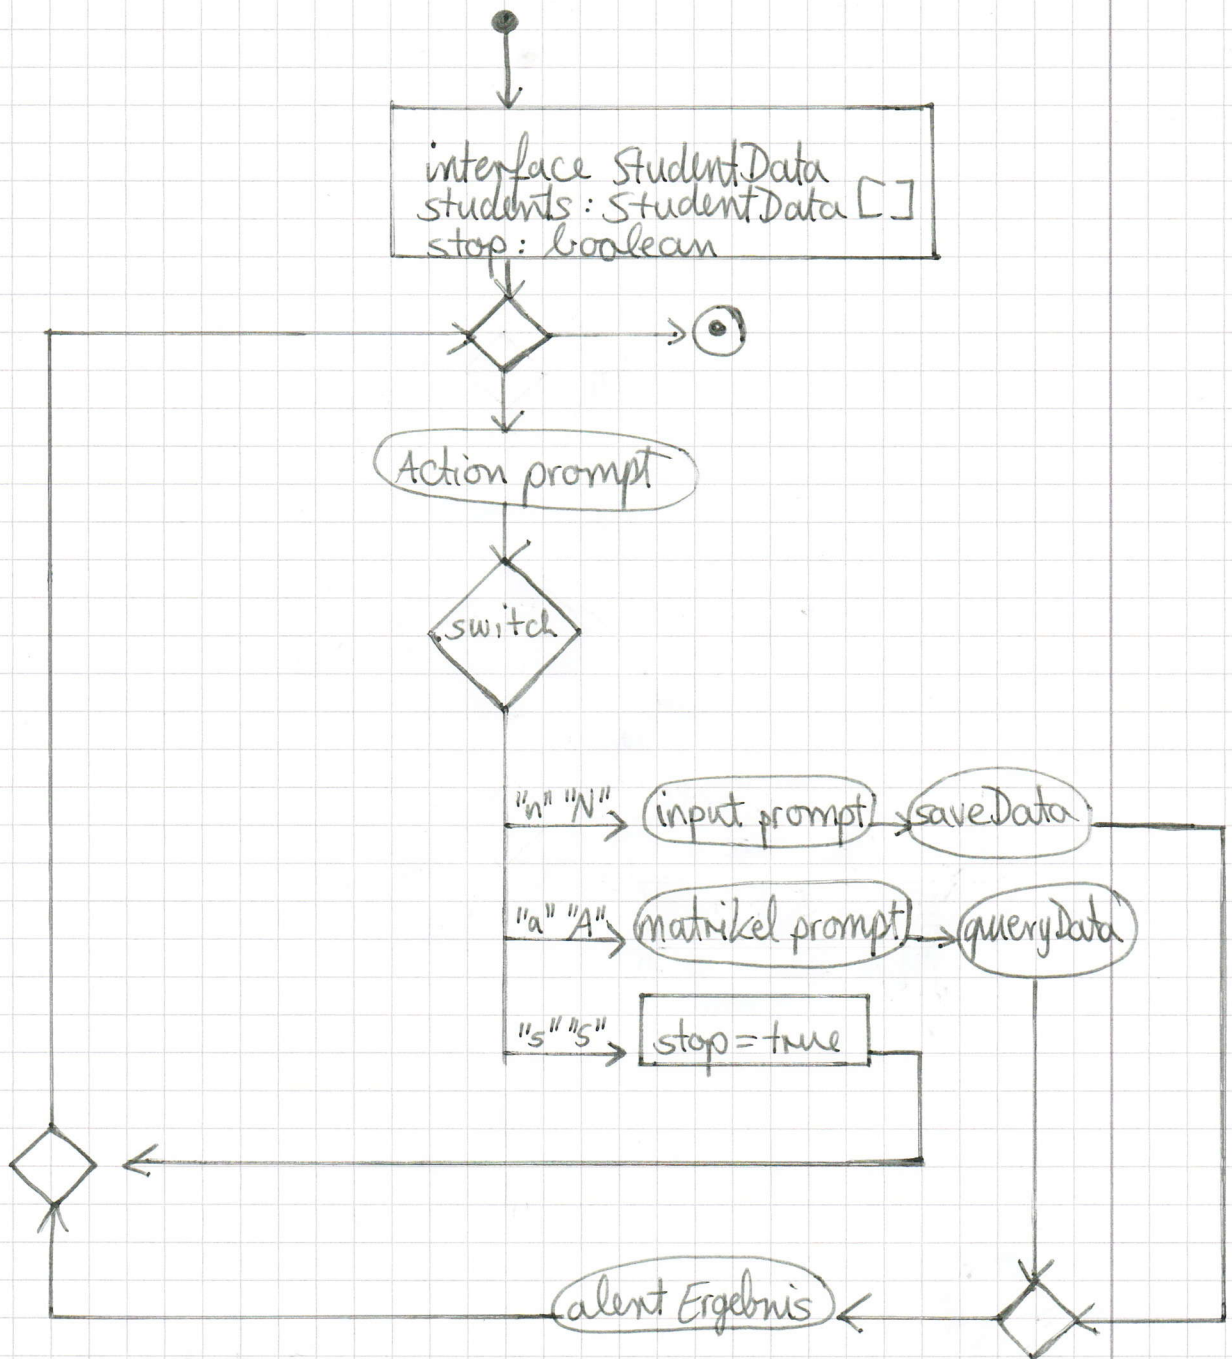 interface StudentData
students: StudentData []
stop: boolean
Action prompt
switch
"n" "N"
input prompt
saveData
"a" "A"
matrikel prompt
queryData
"s" "S"
stop=true
alert Ergebnis